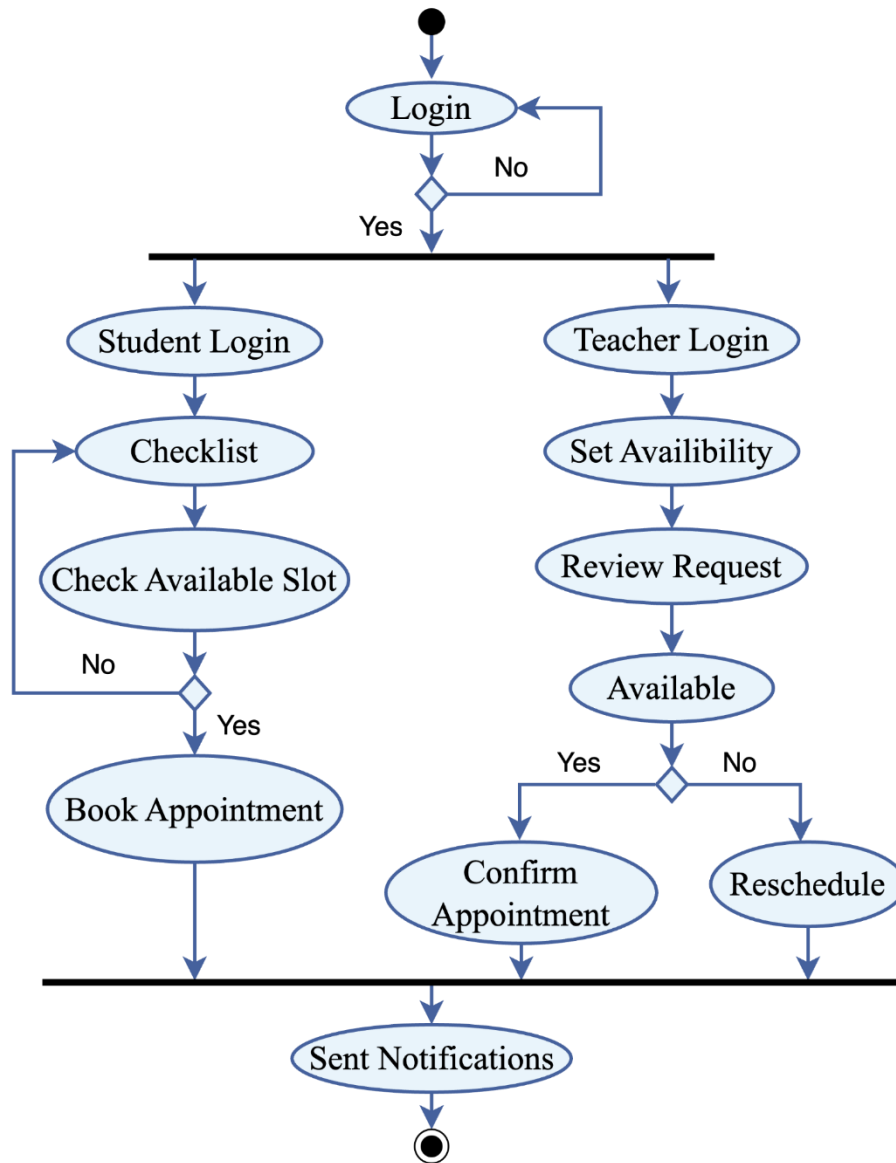 Login
No
Yes
Student Login
Teacher Login
Checklist
Set Availibility
Check Available Slot
Review Request
No
Available
Yes
Yes
No
Book Appointment
Confirm
Appointment
Reschedule
Sent Notifications